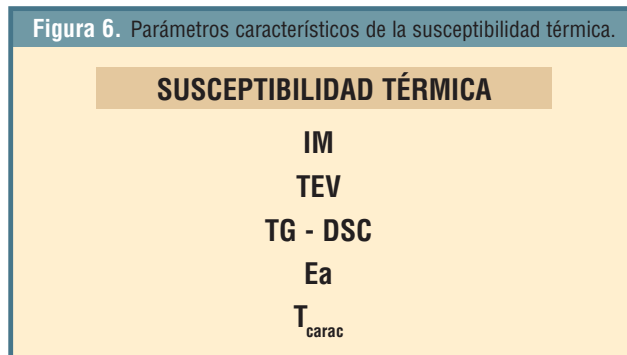 Figura 6. Parámetros característicos de la susceptibilidad térmica.
SUSCEPTIBILIDAD TÉRMICA
IM
TEV
TG - DSC
Ea
Tcarac